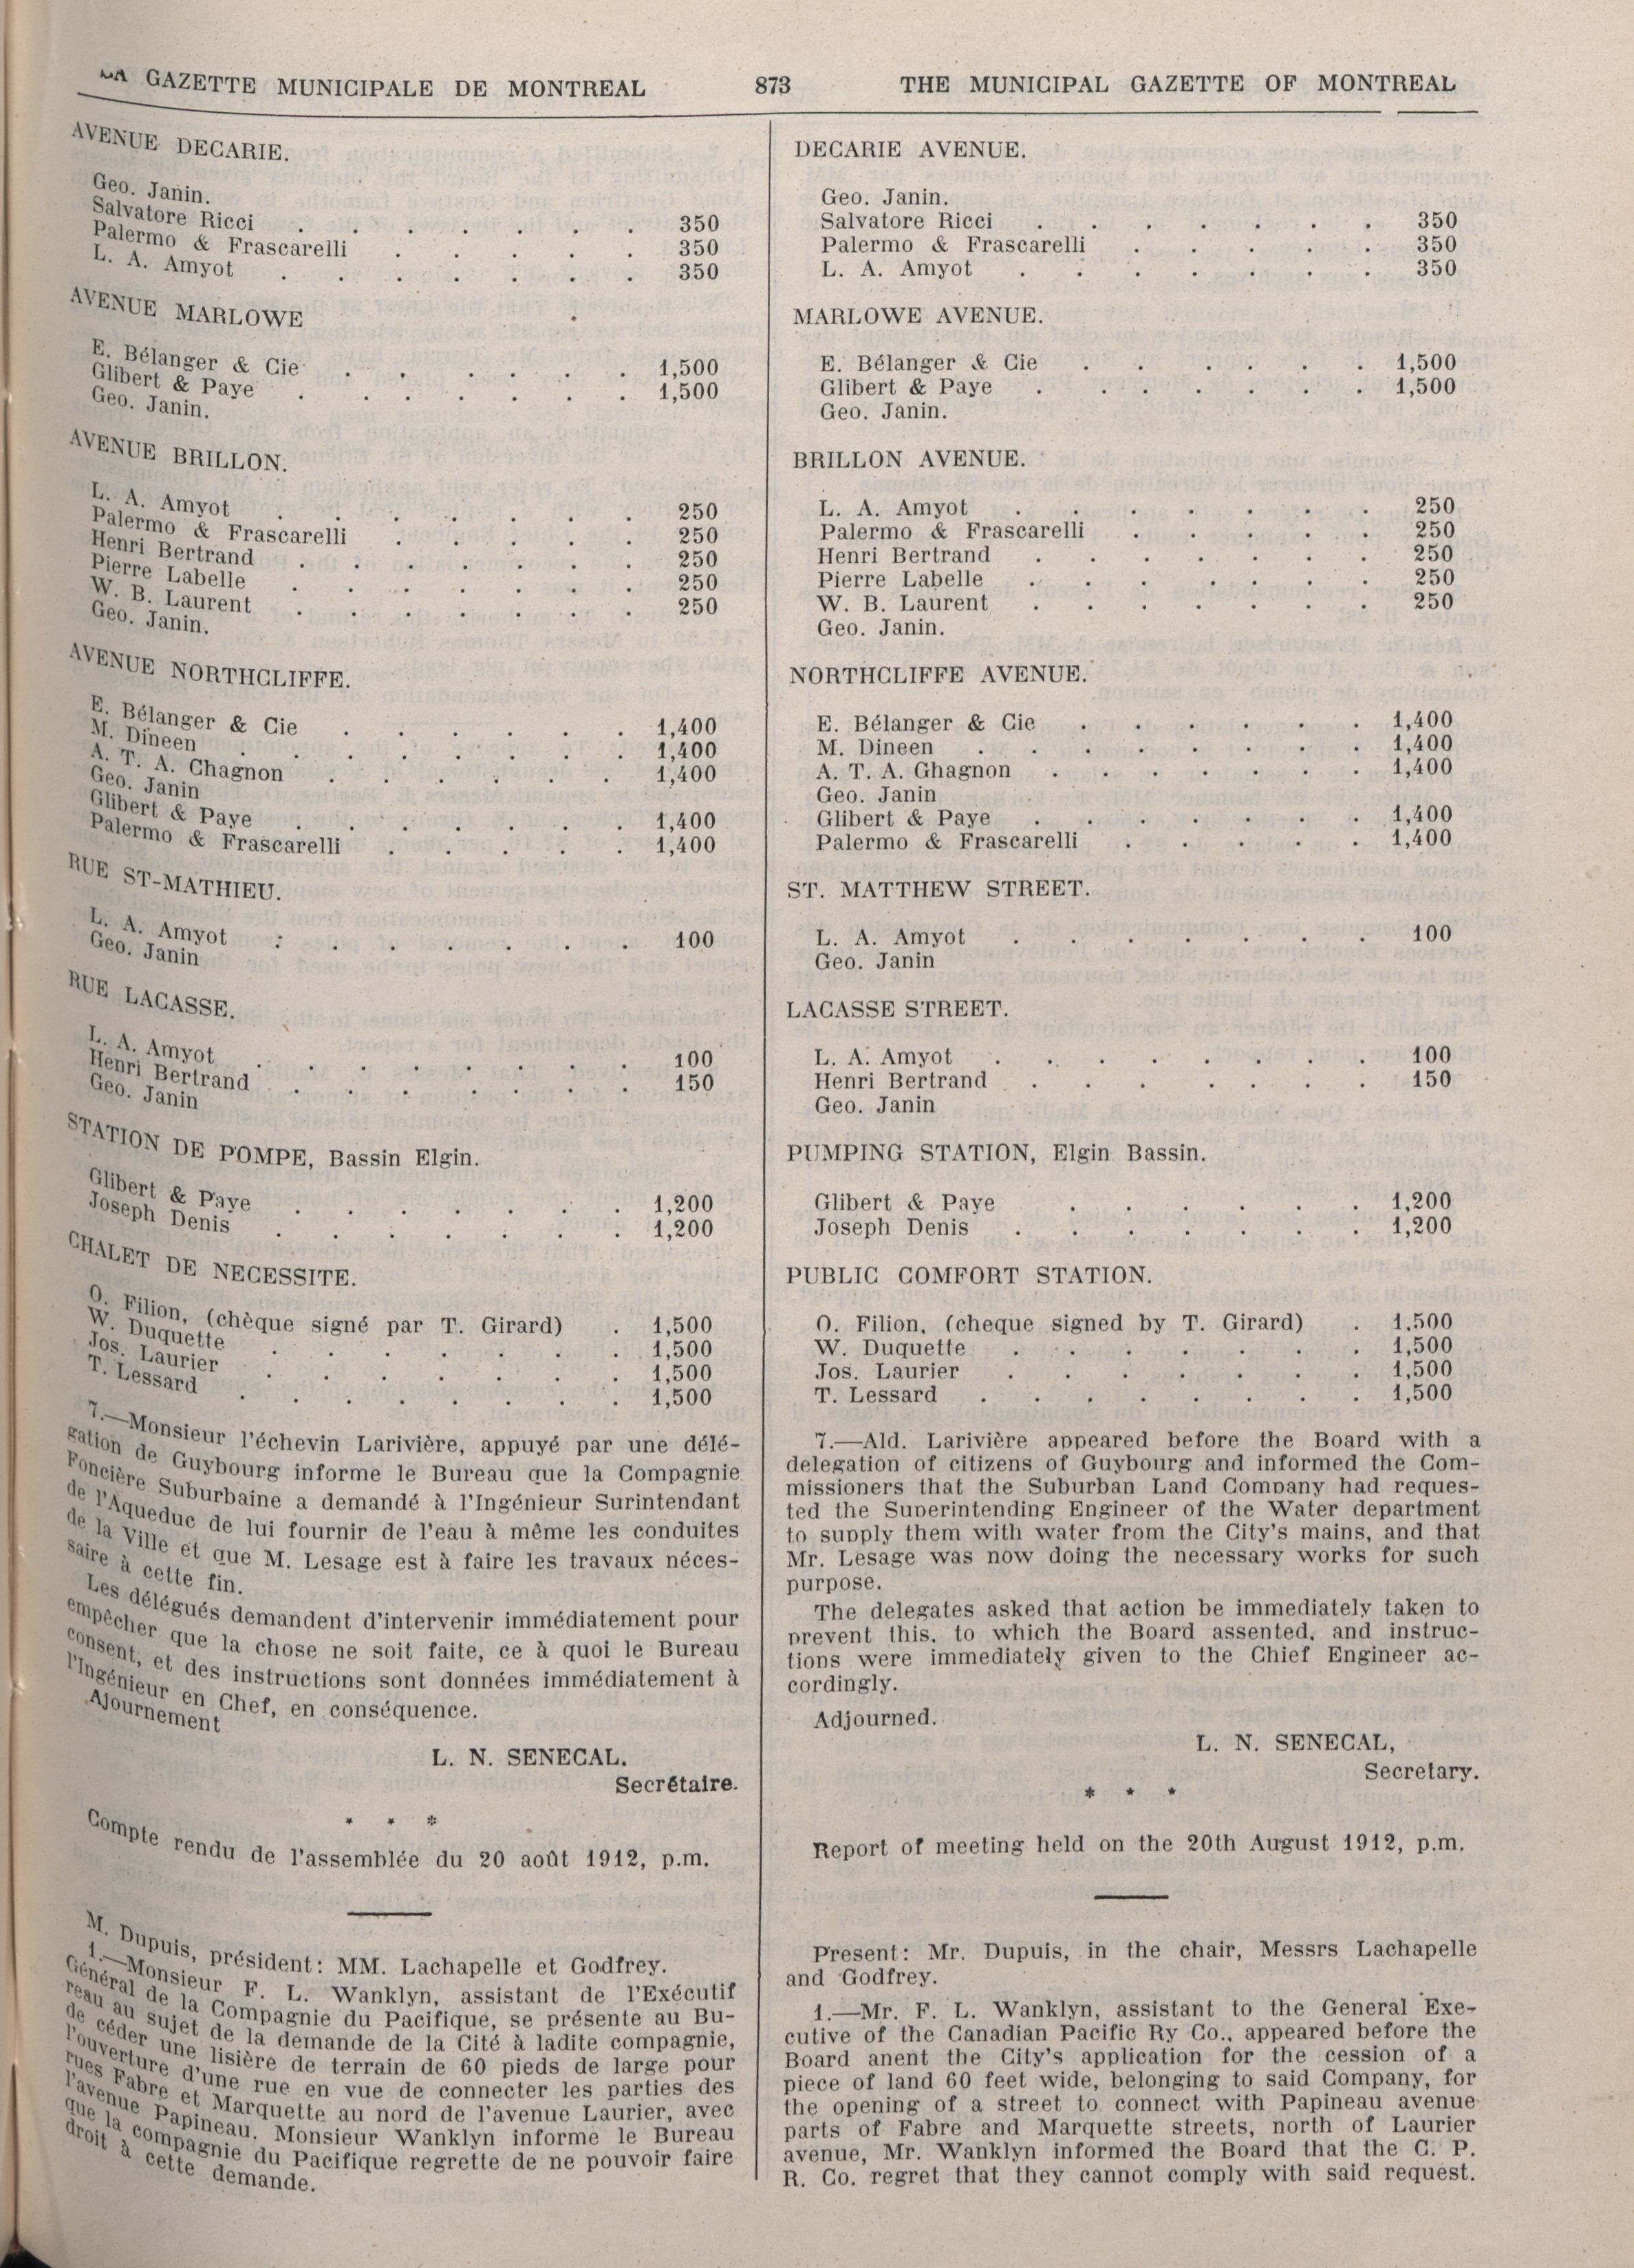 LA GAZETTE MUNICIPALE DE MONTREAL 873 THE MUNICIPAL GAZETTE OF MONTREAL
AVENUE DECARIE.
Geo. Janin.
Salvatore Ricci . . . . . . . 350
Palermo & Frascarelli . . . . . 350
L. A. Amyot . . . . . . . 350
AVENUE MARLOWE
E. Bélanger & Cie . . . . . . 1,500
Glibert & Paye . . . . . . . 1,500
Geo. Janin.
AVENUE BRILLON.
L. A. Amyot . . . . . . . 250
Palermo & Frascarelli . . . . . 250
Henri Bertrand . . . . . . . 250
Pierre Labelle . . . . . . . 250
W. B. Laurent . . . . . . . 250
Geo. Janin.
AVENUE NORTHCLIFFE.
E. Bélanger & Cie . . . . . . 1,400
M. Dineen . . . . . . . . 1,400
A. T. A. Chagnon . . . . . . 1,400
Geo. Janin
Glibert & Paye . . . . . . . 1,400
Palermo & Frascarelli . . . . . 1,400
RUE ST-MATHIEU.
L. A. Amyot : . . . . . . 100
Geo. Janin
RUE LACASSE.
L. A. Amyot . . . . . . . . 100
Henri Bertrand . . . . . . . 150
Geo. Janin
STATION DE POMPE, Bassin Elgin.
Glibert & Paye . . . . . . . 1,200
Joseph Denis . . . . . . . 1,200
CHALET DE NECESSITE.
O. Filion, (chèque signé par T. Girard) . 1,500
W. Duquette . . . . . . . 1,500
Jos. Laurier . . . . . . . 1,500
T. Lessard . . . . . . . . 1,500
7.—Monsieur l'échevin Larivière, appuyé par une délé-
gation de Guybourg informe le Bureau que la Compagnie
Foncière Suburbaine a demandé à l'Ingénieur Surintendant
de l'Aqueduc de lui fournir de l'eau à même les conduites
de la Ville et que M. Lesage est à faire les travaux néces-
saire à cette fin.
Les délégués demandent d'intervenir immédiatement pour
empêcher que la chose ne soit faite, ce à quoi le Bureau
consent, et des instructions sont données immédiatement à
l'Ingénieur en Chef, en conséquence.
Ajournement
L. N. SENECAL.
Secrétaire.
* * *
Compte rendu de l'assemblée du 20 août 1912, p.m.
M. Dupuis, président: MM. Lachapelle et Godfrey.
1.—Monsieur F. L. Wanklyn, assistant de l'Exécutif
Général de la Compagnie du Pacifique, se présente au Bu-
reau au sujet de la demande de la Cité à ladite compagnie,
de céder une lisière de terrain de 60 pieds de large pour
l'ouverture d'une rue en vue de connecter les parties des
rues Fabre et Marquette au nord de l'avenue Laurier, avec
l'avenue Papineau. Monsieur Wanklyn informe le Bureau
que la compagnie du Pacifique regrette de ne pouvoir faire
droit à cette demande.
DECARIE AVENUE.
Geo. Janin.
Salvatore Ricci . . . . . . . 350
Palermo & Frascarelli . . . . . 350
L. A. Amyot . . . . . . . 350
MARLOWE AVENUE.
E. Bélanger & Cie . . . . . . 1,500
Glibert & Paye . . . . . . . 1,500
Geo. Janin.
BRILLON AVENUE.
L. A. Amyot . . . . . . . 250
Palermo & Frascarelli . . . . . 250
Henri Bertrand . . . . . . . 250
Pierre Labelle . . . . . . . 250
W. B. Laurent . . . . . . . 250
Geo. Janin.
NORTHCLIFFE AVENUE.
E. Bélanger & Cie . . . . . . 1,400
M. Dineen . . . . . . . . 1,400
A. T. A. Chagnon . . . . . . . 1,400
Geo. Janin
Glibert & Paye . . . . . . . 1,400
Palermo & Frascarelli . . . . . 1,400
ST. MATTHEW STREET.
L. A. Amyot . . . . . . . 100
Geo. Janin
LACASSE STREET.
L. A. Amyot . . . . . . . . 100
Henri Bertrand . . . . . . . 150
Geo. Janin
PUMPING STATION, Elgin Bassin.
Glibert & Paye . . . . . . 1,200
Joseph Denis . . . . . . . 1,200
PUBLIC COMFORT STATION.
O. Filion, (cheque signed by T. Girard) . 1.500
W. Duquette . . . . . . . 1,500
Jos. Laurier . . . . . . . 1,500
T. Lessard . . . . . . . . 1,500
7.—Ald. Larivière appeared before the Board with a
delegation of citizens of Guybourg and informed the Com-
missioners that the Suburban Land Company had reques-
ted the Superintending Engineer of the Water department
to supply them with water from the City's mains, and that
Mr. Lesage was now doing the necessary works for such
purpose.
The delegates asked that action be immediately taken to
prevent this, to which the Board assented, and instruc-
tions were immediately given to the Chief Engineer ac-
cordingly.
Adjourned.
L. N. SENECAL,
Secretary.
* * *
Report of meeting held on the 20th August 1912, p.m.
Present: Mr. Dupuis, in the chair, Messrs Lachapelle
and Godfrey.
1.—Mr. F. L. Wanklyn, assistant to the General Exe-
cutive of the Canadian Pacific Ry Co., appeared before the
Board anent the City's application for the cession of a
piece of land 60 feet wide, belonging to said Company, for
the opening of a street to connect with Papineau avenue
parts of Fabre and Marquette streets, north of Laurier
avenue, Mr. Wanklyn informed the Board that the C. P.
R. Co. regret that they cannot comply with said request.